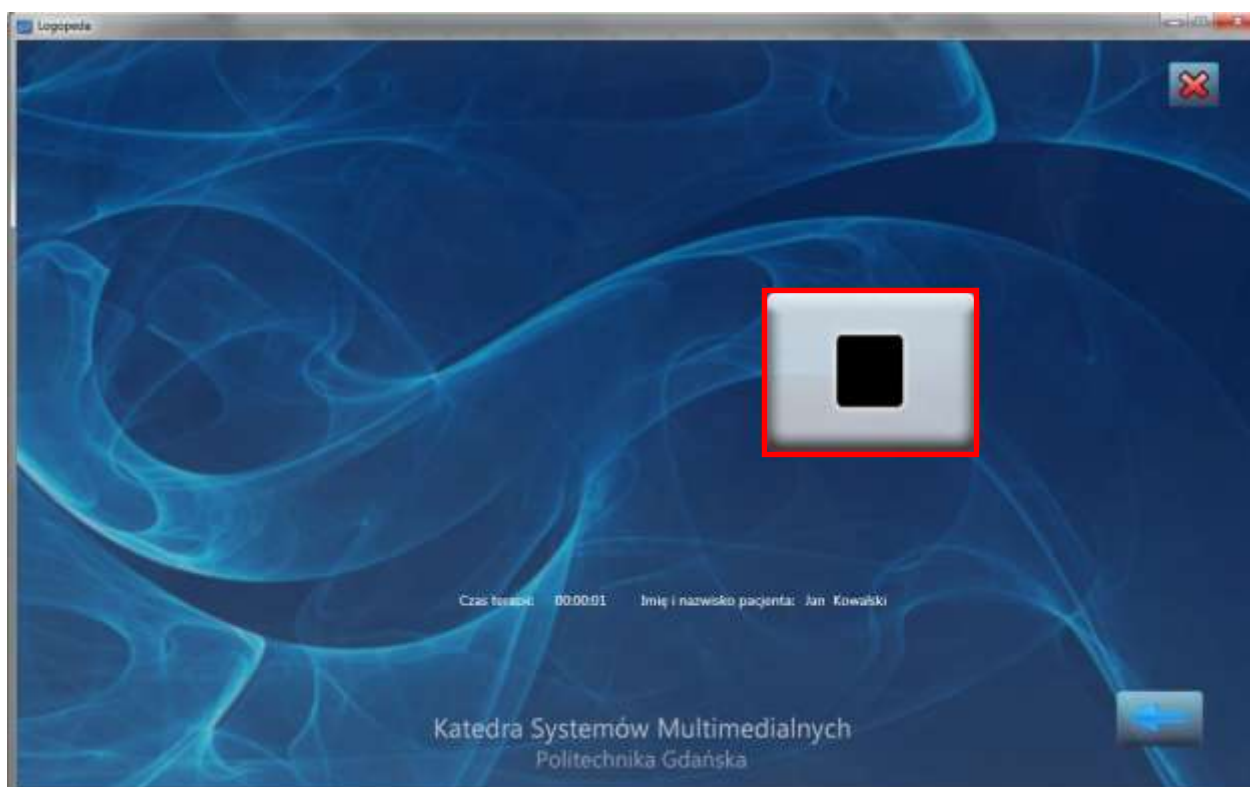 Logopeda
Czas terapii: 00:00:01 Imię i nazwisko pacjenta: Jan Kowalski
Katedra Systemów Multimedialnych
Politechnika Gdańska